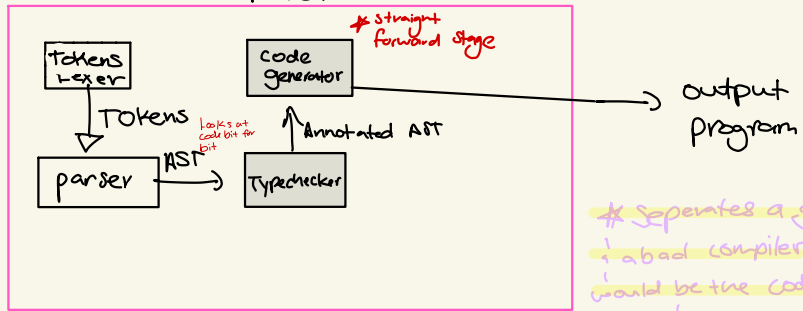 * straight
forward stage
Tokens
Lexer
Code
generator
output
program
Tokens
Looks at
code bit for
bit
Annotated AST
AST
parser
Typechecker
* Seperates a
a bad compiler
would be the cod